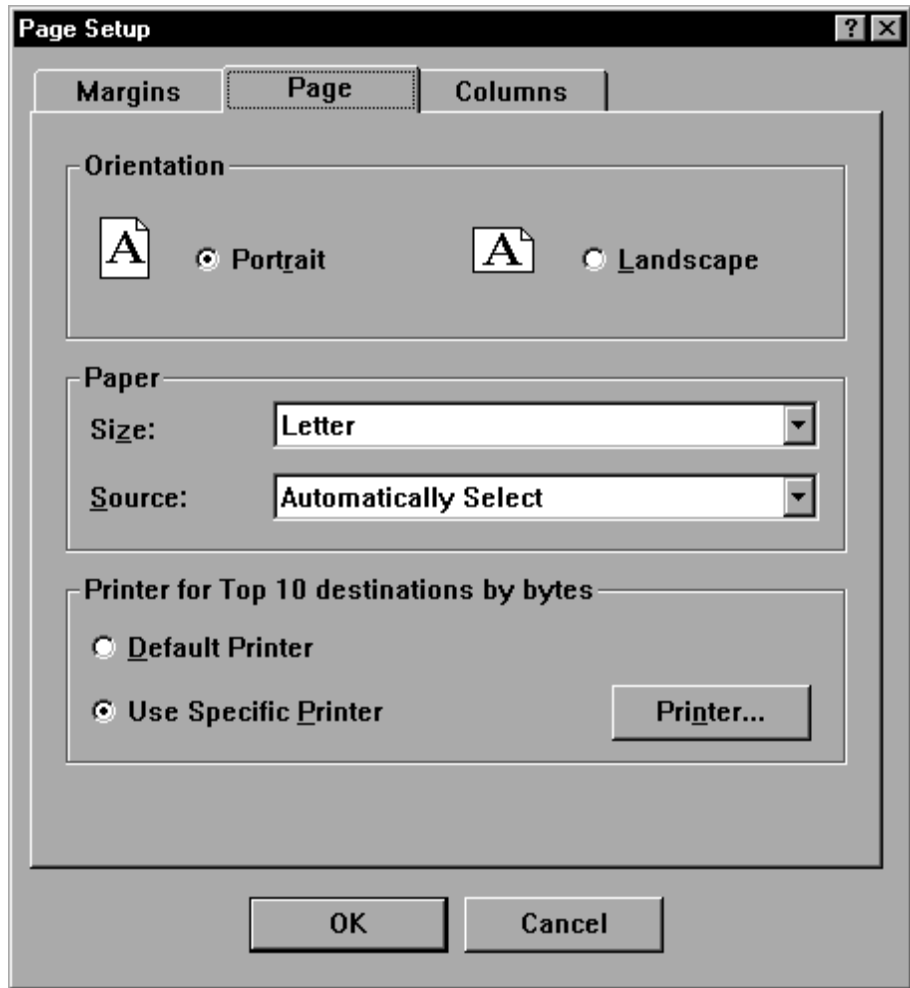 Page Setup ? X
Margins Page Columns
Orientation
A Portrait A Landscape
Paper
Size: Letter
Source: Automatically Select
Printer for Top 10 destinations by bytes
Default Printer
Use Specific Printer Printer...
OK Cancel